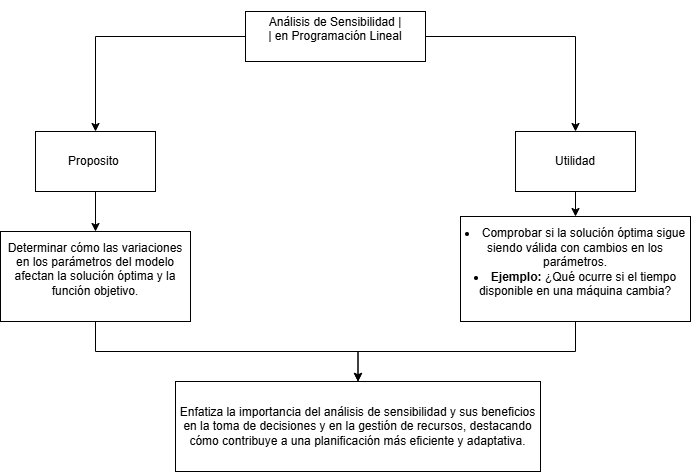 Análisis de Sensibilidad |
| en Programación Lineal
Proposito
Utilidad
Determinar cómo las variaciones
en los parámetros del modelo
afectan la solución óptima y la
función objetivo.
• Comprobar si la solución óptima sigue
siendo válida con cambios en los
parámetros.
• Ejemplo: ¿Qué ocurre si el tiempo
disponible en una máquina cambia?
Enfatiza la importancia del análisis de sensibilidad y sus beneficios
en la toma de decisiones y en la gestión de recursos, destacando
cómo contribuye a una planificación más eficiente y adaptativa.